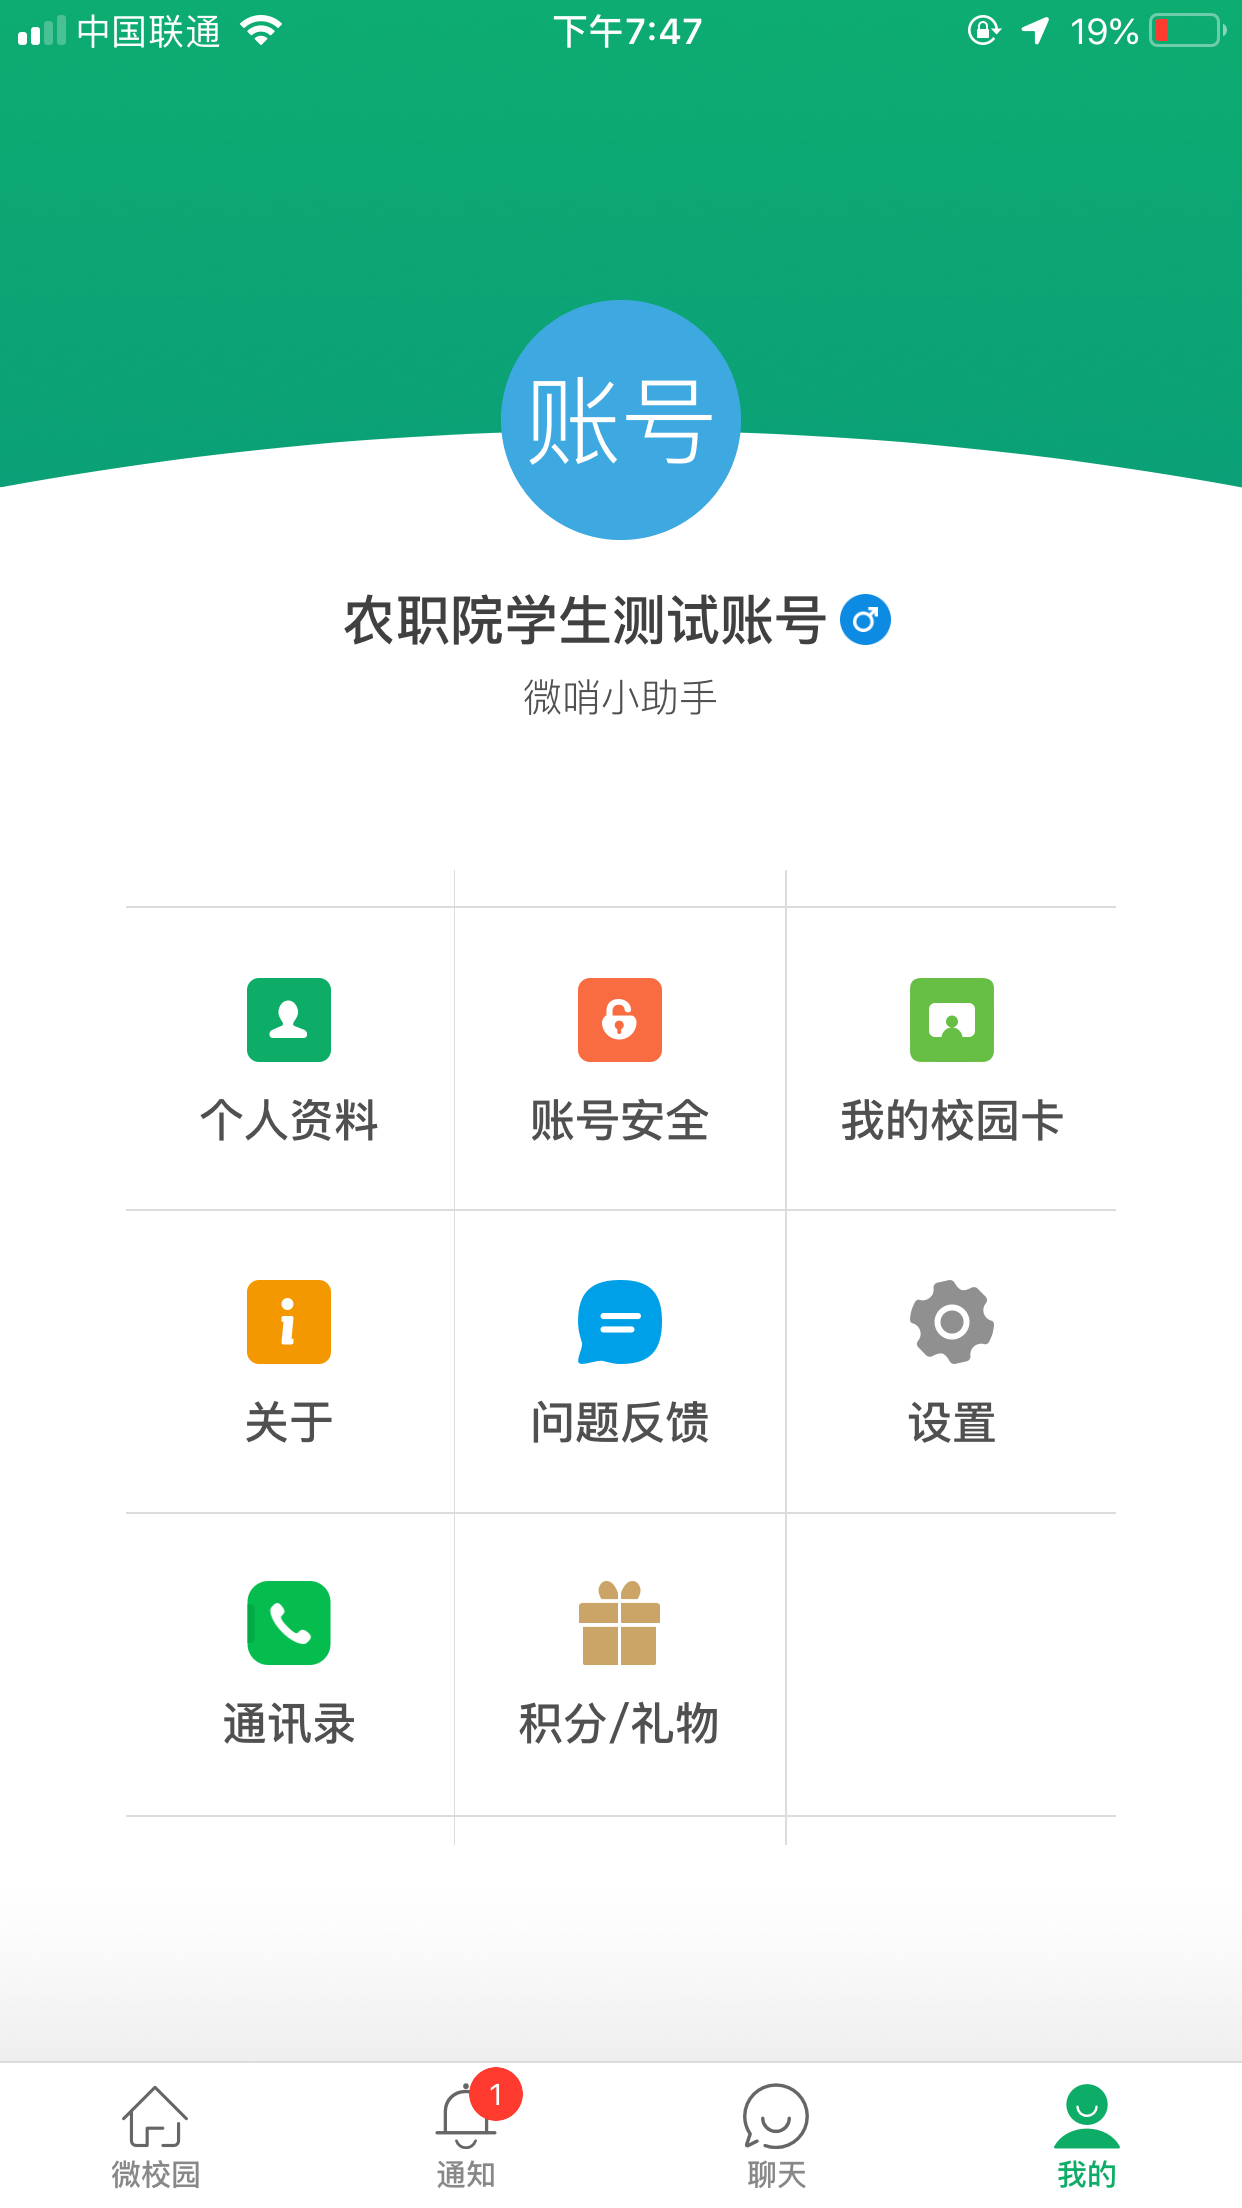 中国联通 下午7:47 19%
账号
农职院学生测试账号
微哨小助手
个人资料 账号安全 我的校园卡
关于 问题反馈 设置
通讯录 积分/礼物
1
微校园 通知 聊天 我的